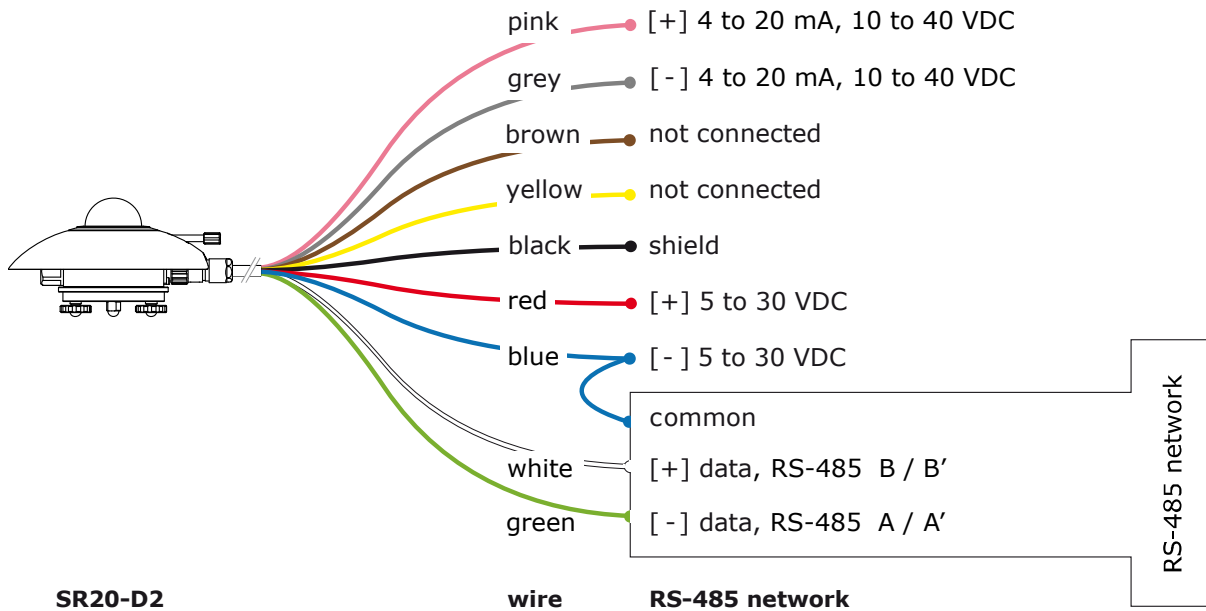 pink [+] 4 to 20 mA, 10 to 40 VDC
grey [-] 4 to 20 mA, 10 to 40 VDC
brown not connected
yellow not connected
black shield
red [+] 5 to 30 VDC
blue [-] 5 to 30 VDC
common
white [+] data, RS-485 B / B’
green [-] data, RS-485 A / A’
RS-485 network
SR20-D2 wire RS-485 network